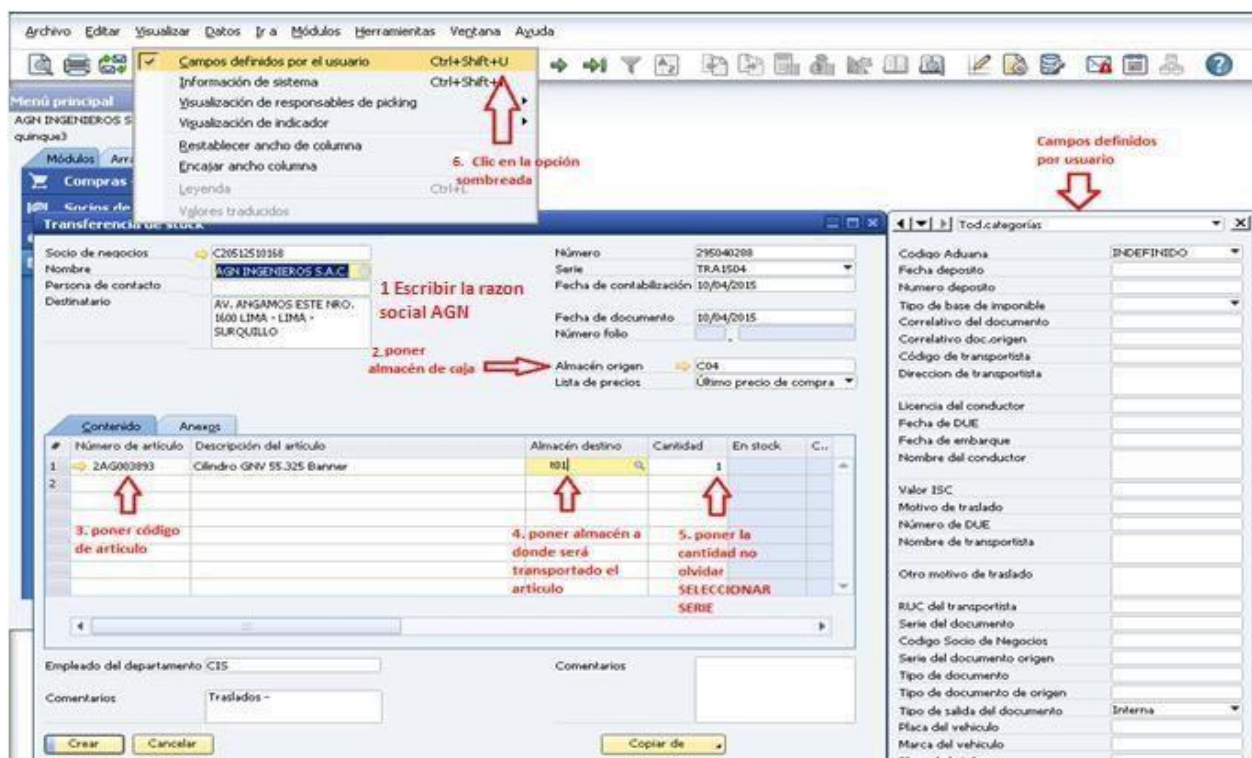 Archivo Editar Visualizar Datos Ir a Módulos Herramientas Ventana Ayuda
Campos definidos por el usuario Ctrl+Shift+U
Información de sistema Ctrl+Shift+
Visualización de responsables de picking
Visualización de indicador
Restablecer ancho de columna
Encajar ancho columna
Leyenda Ctrl+L
Valores traducidos
6. Clic en la opción
sombreada
Menú principal
AGN INGENIEROS S
quinque3
Módulos Arr
Compras
Socios de
Campos definidos
por usuario
Transferencia de stock
Socio de negocios C20512510168
Nombre AGN INGENIEROS S.A.C.
Persona de contacto
Destinatario AV. ANGAMOS ESTE NRO.
1600 LIMA - LIMA -
SURQUILLO
1 Escribir la razon
social AGN
2. poner
almacén de caja
Número 295040288
Serie TRA1504
Fecha de contabilización 10/04/2015
Fecha de documento 10/04/2015
Número folio
Almacén origen C04
Lista de precios Último precio de compra
Contenido Anexos
# Número de artículo Descripción del artículo Almacén destino Cantidad En stock C..
1 2AG003893 Cilindro GNV 55.325 Banner t01 1
2
3. poner código
de articulo
4. poner almacén a
donde será
transportado el
articulo
5. poner la
cantidad no
olvidar
SELECCIONAR
SERIE
Empleado del departamento CIS
Comentarios
Comentarios Traslados -
Crear Cancelar Copiar de
Tod.categorías
Codigo Aduana INDEFINIDO
Fecha deposito
Numero deposito
Tipo de base de imponible
Correlativo del documento
Correlativo doc.origen
Código de transportista
Direccion de transportista
Licencia del conductor
Fecha de DUE
Fecha de embarque
Nombre del conductor
Valor ISC
Motivo de traslado
Número de DUE
Nombre de transportista
Otro motivo de traslado
RUC del transportista
Serie del documento
Codigo Socio de Negocios
Serie del documento origen
Tipo de documento
Tipo de documento de origen
Tipo de salida del documento Interna
Placa del vehiculo
Marca del vehiculo